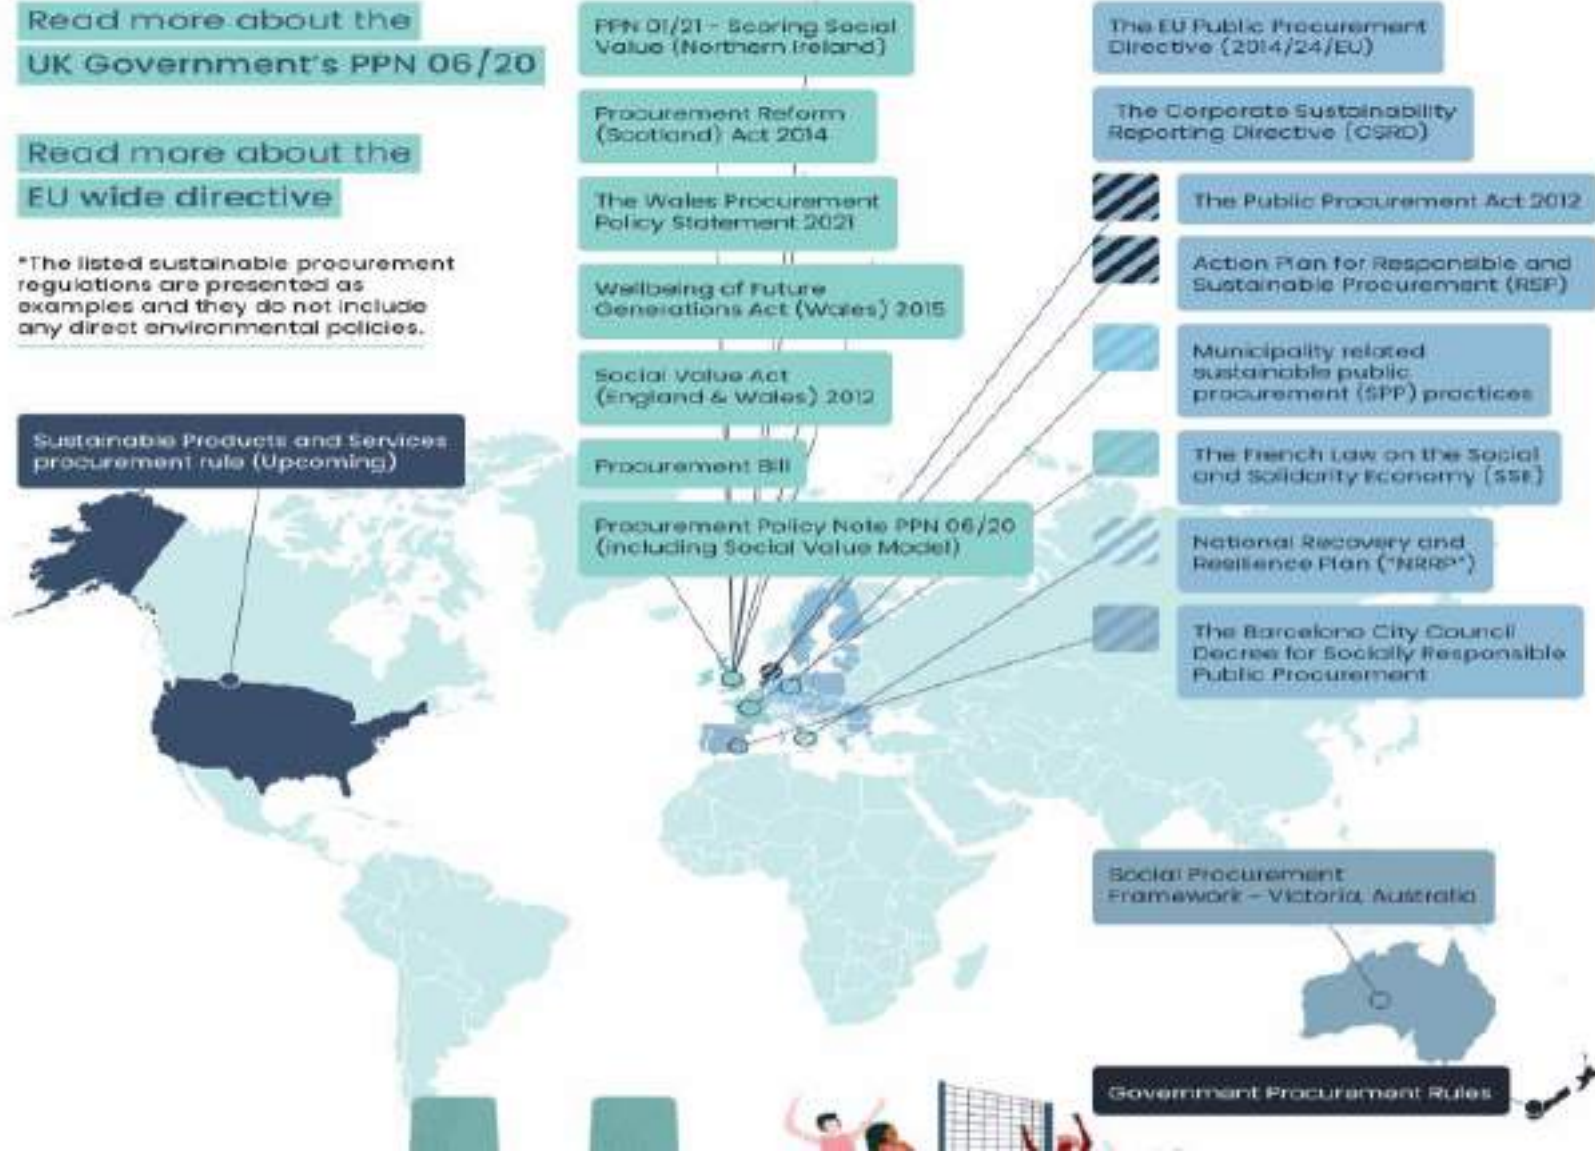 Read more about the
UK Government's PPN 06/20
Read more about the
EU wide directive
*The listed sustainable procurement
regulations are presented as
examples and they do not include
any direct environmental policies.
Sustainable Products and Services
procurement rule (Upcoming)
PPN 01/21 - Scoring Social
Value (Northern Ireland)
Procurement Reform
(Scotland) Act 2014
The Wales Procurement
Policy Statement 2021
Wellbeing of Future
Generations Act (Wales) 2015
Social Value Act
(England & Wales) 2012
Procurement Bill
Procurement Policy Note PPN 06/20
(including Social Value Model)
The EU Public Procurement
Directive (2014/24/EU)
The Corporate Sustainability
Reporting Directive (CSRD)
The Public Procurement Act 2012
Action Plan for Responsible and
Sustainable Procurement (RSP)
Municipality related
sustainable public
procurement (SPP) practices
The French Law on the Social
and Solidarity Economy (SSE)
National Recovery and
Resilience Plan ("NRRP")
The Barcelona City Council
Decree for Socially Responsible
Public Procurement
Social Procurement
Framework - Victoria, Australia
Government Procurement Rules